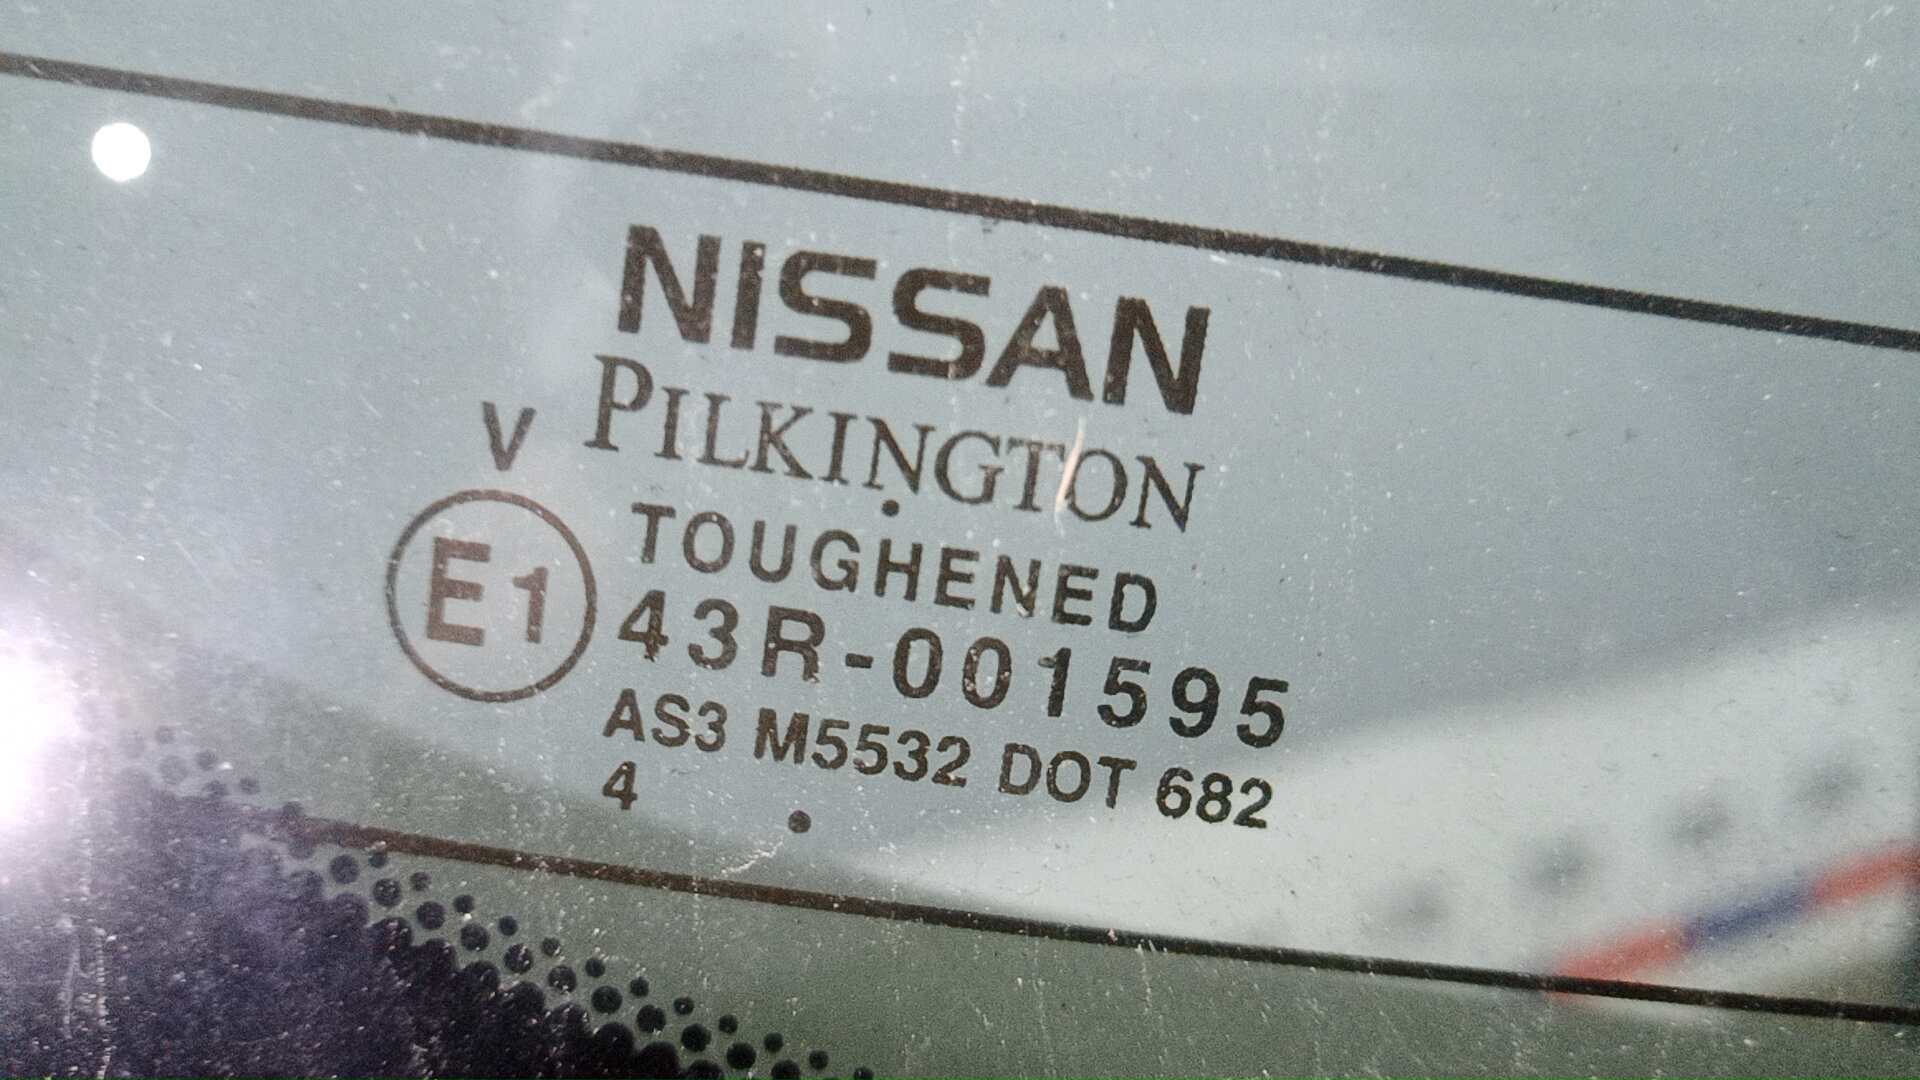 NISSAN
PILKINGTON
V
TOUGHENED
E1
43R-001595
AS3 M5532 DOT 682
4